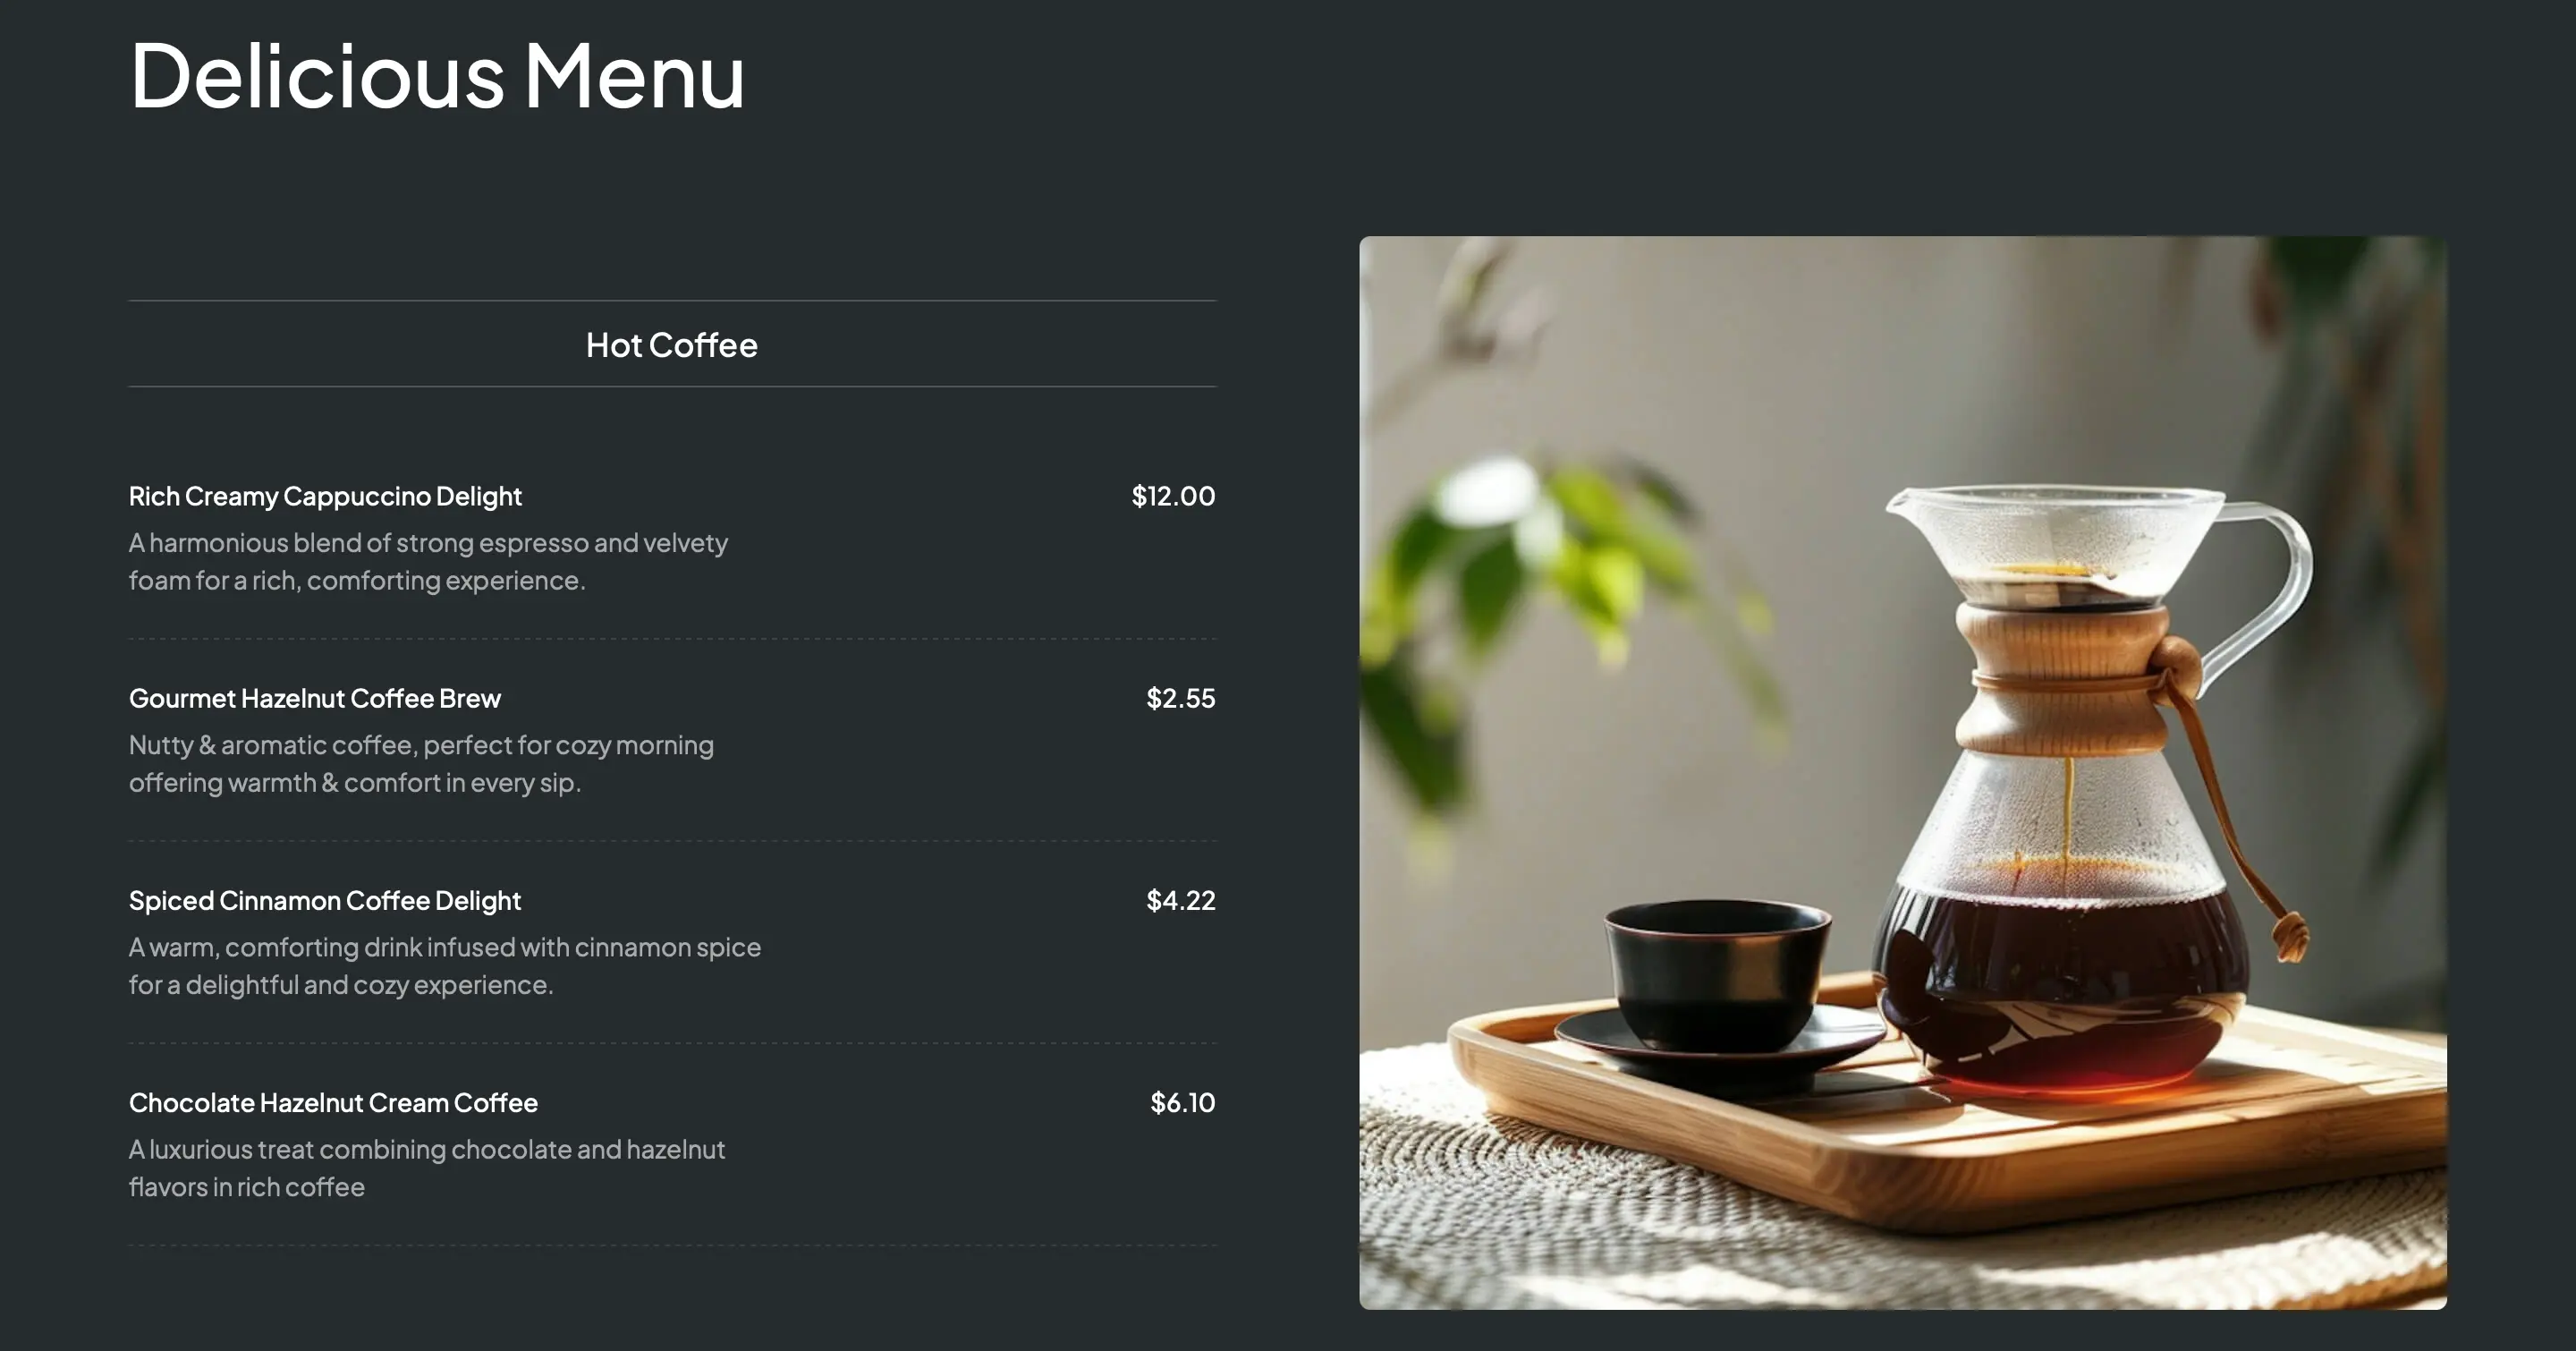 Delicious Menu
Hot Coffee
Rich Creamy Cappuccino Delight
$12.00
A harmonious blend of strong espresso and velvety
foam for a rich, comforting experience.
Gourmet Hazelnut Coffee Brew
$2.55
Nutty & aromatic coffee, perfect for cozy morning
offering warmth & comfort in every sip.
Spiced Cinnamon Coffee Delight
$4.22
A warm, comforting drink infused with cinnamon spice
for a delightful and cozy experience.
Chocolate Hazelnut Cream Coffee
$6.10
A luxurious treat combining chocolate and hazelnut
flavors in rich coffee